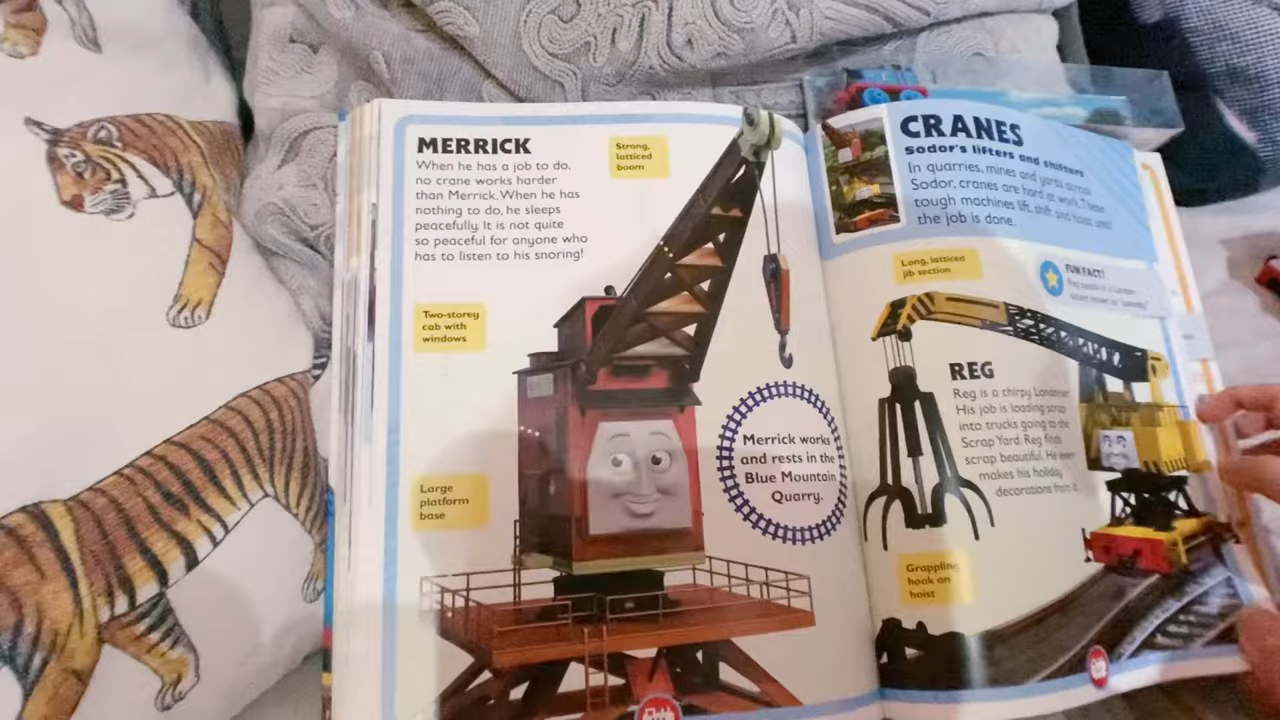 MERRICK
When he has a job to do,
no crane works harder
than Merrick. When he has
nothing to do, he sleeps
peacefully. It is not quite
so peaceful for anyone who
has to listen to his snoring!
Strong,
latticed
boom
Two-storey
cab with
windows
Large
platform
base
Merrick works
and rests in the
Blue Mountain
Quarry.
CRANES
Sodor's lifters and shifters
In quarries, mines and yards across
Sodor, cranes are hard at work. These
tough machines lift, shift and hoist until
the job is done.
Long, latticed
jib section
FUN FACT!
REG
Reg is a chirpy Londoner.
His job is loading scrap
into trucks going to the
Scrap Yard. Reg finds
scrap beautiful. He even
makes his holiday
decorations from it.
Grappling
hook on
hoist